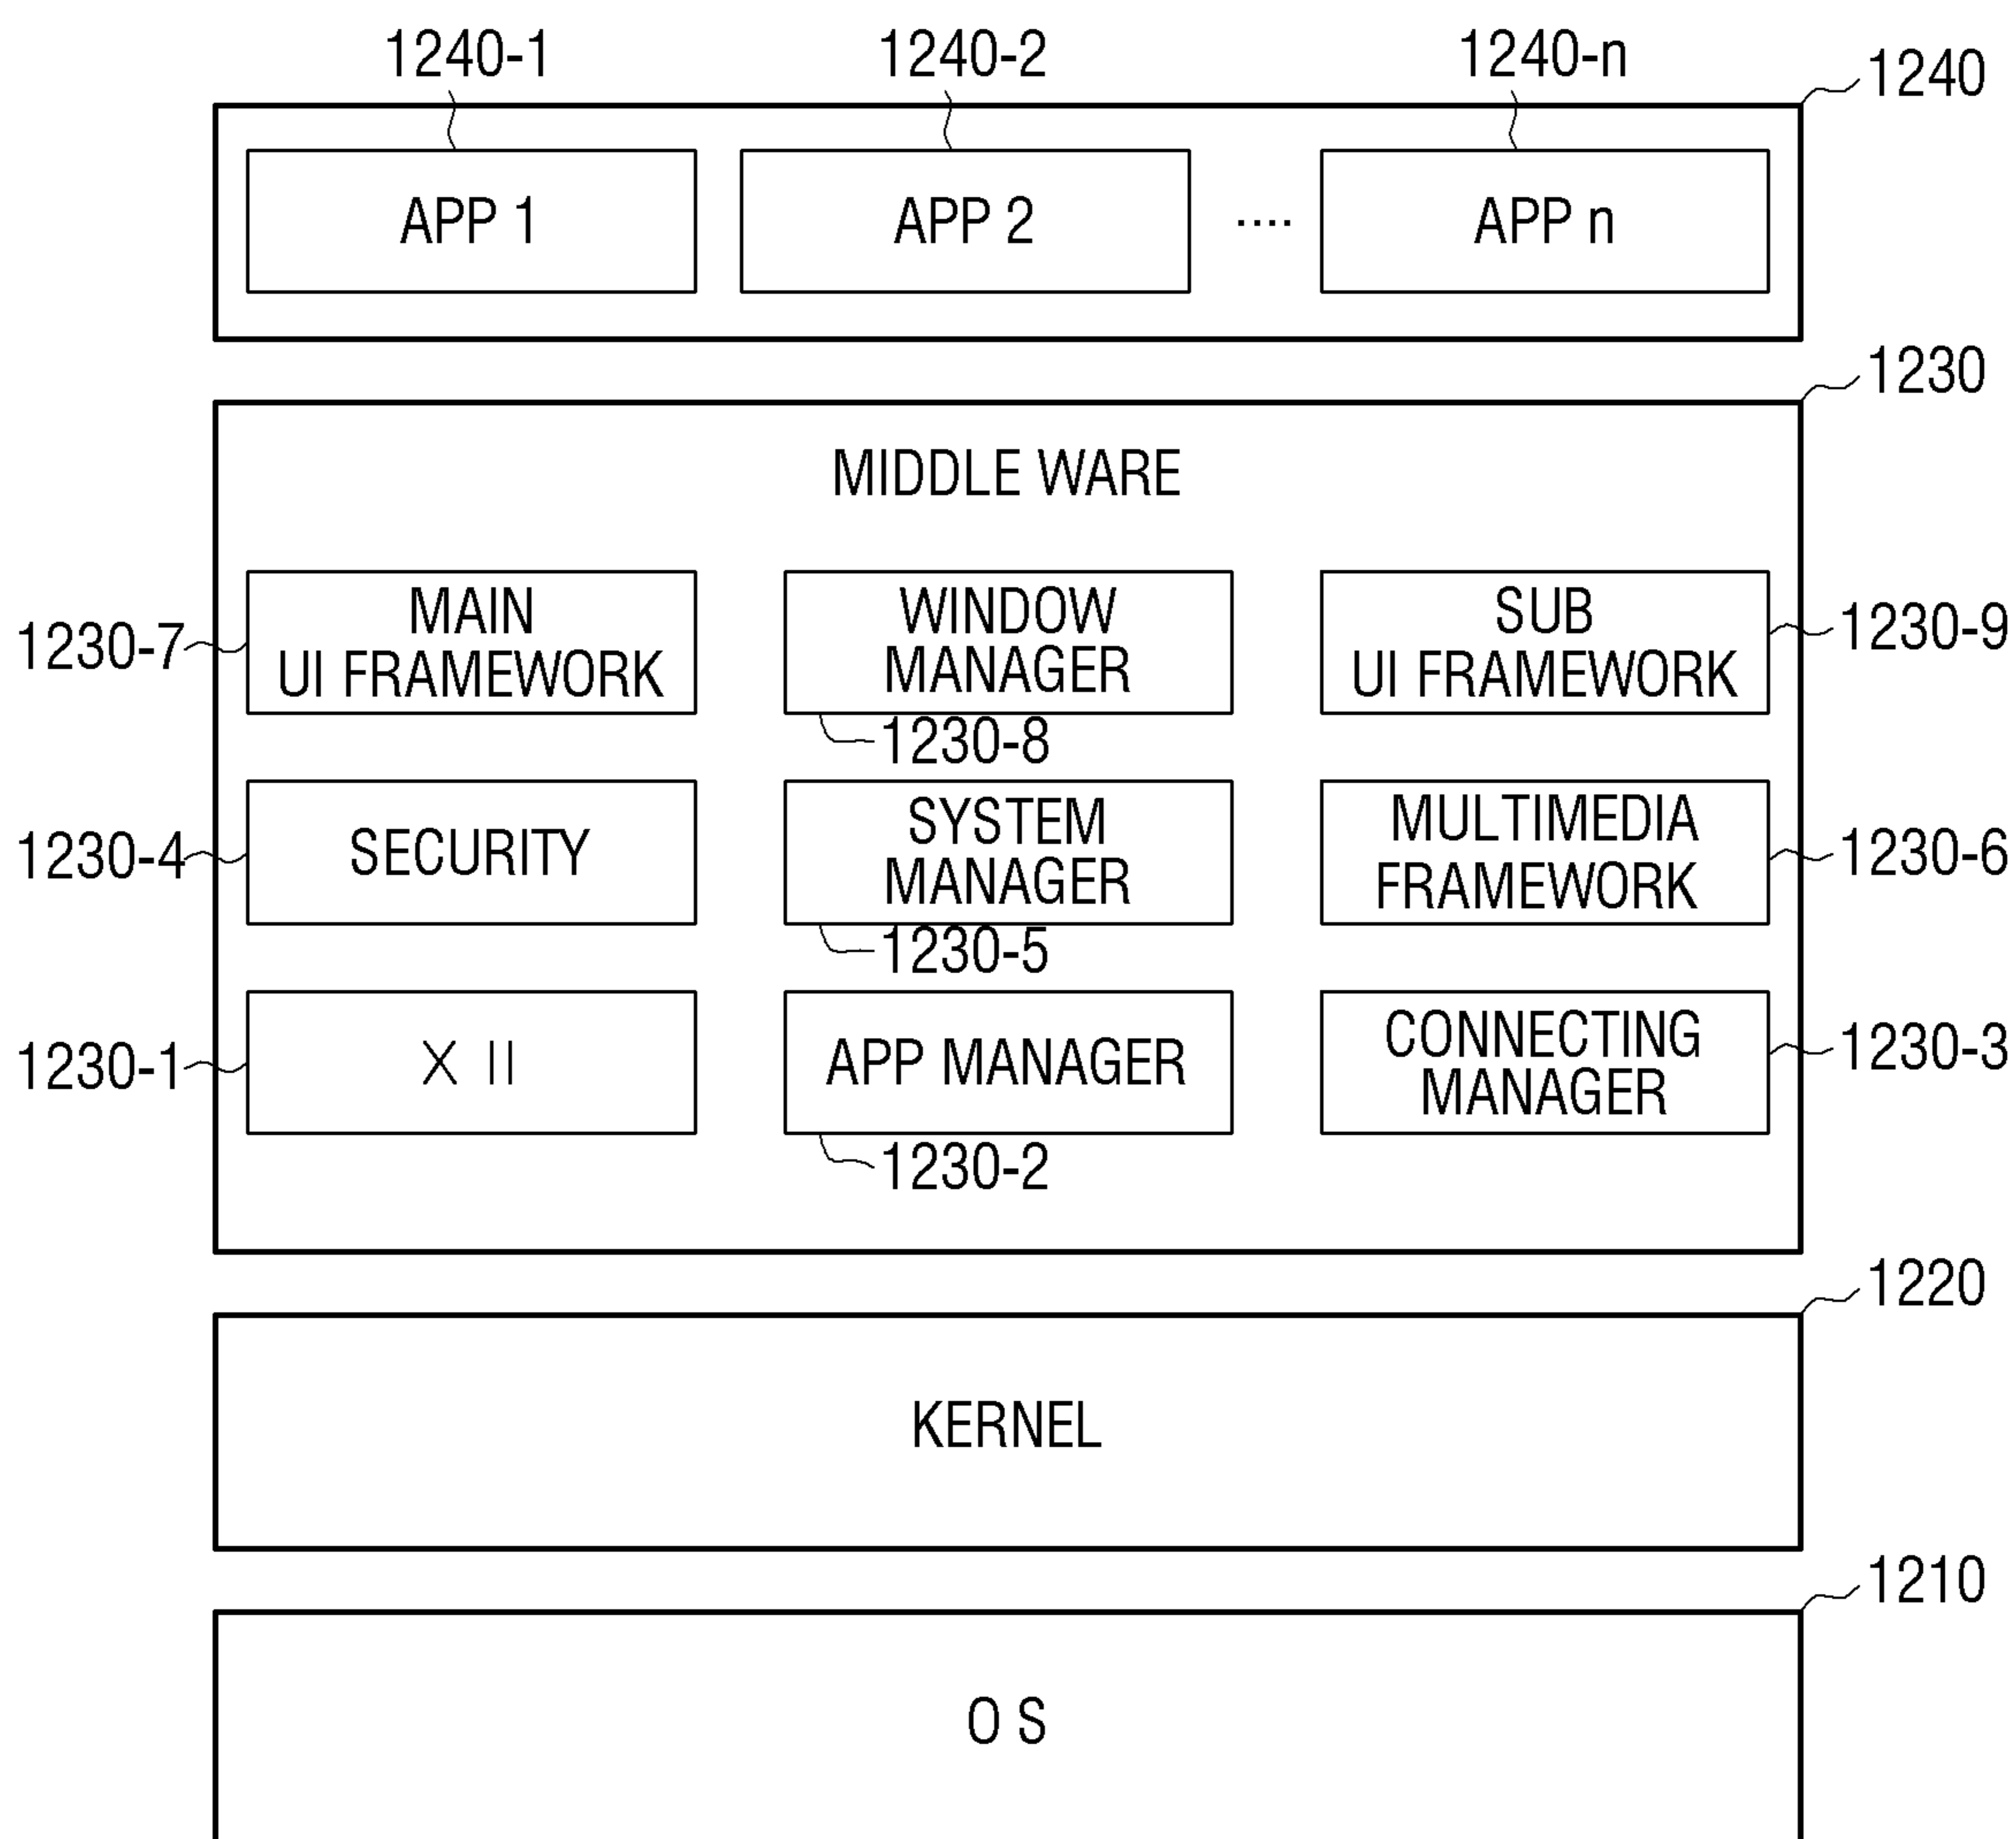 1240-1 1240-2 1240-n
1240
APP 1 APP 2 .... APP n
1230
MIDDLE WARE
1230-7
MAIN
UI FRAMEWORK
WINDOW
MANAGER
1230-8
SUB
UI FRAMEWORK
1230-9
1230-4
SECURITY
SYSTEM
MANAGER
1230-5
MULTIMEDIA
FRAMEWORK
1230-6
1230-1
X II
APP MANAGER
1230-2
CONNECTING
MANAGER
1230-3
1220
KERNEL
1210
O S